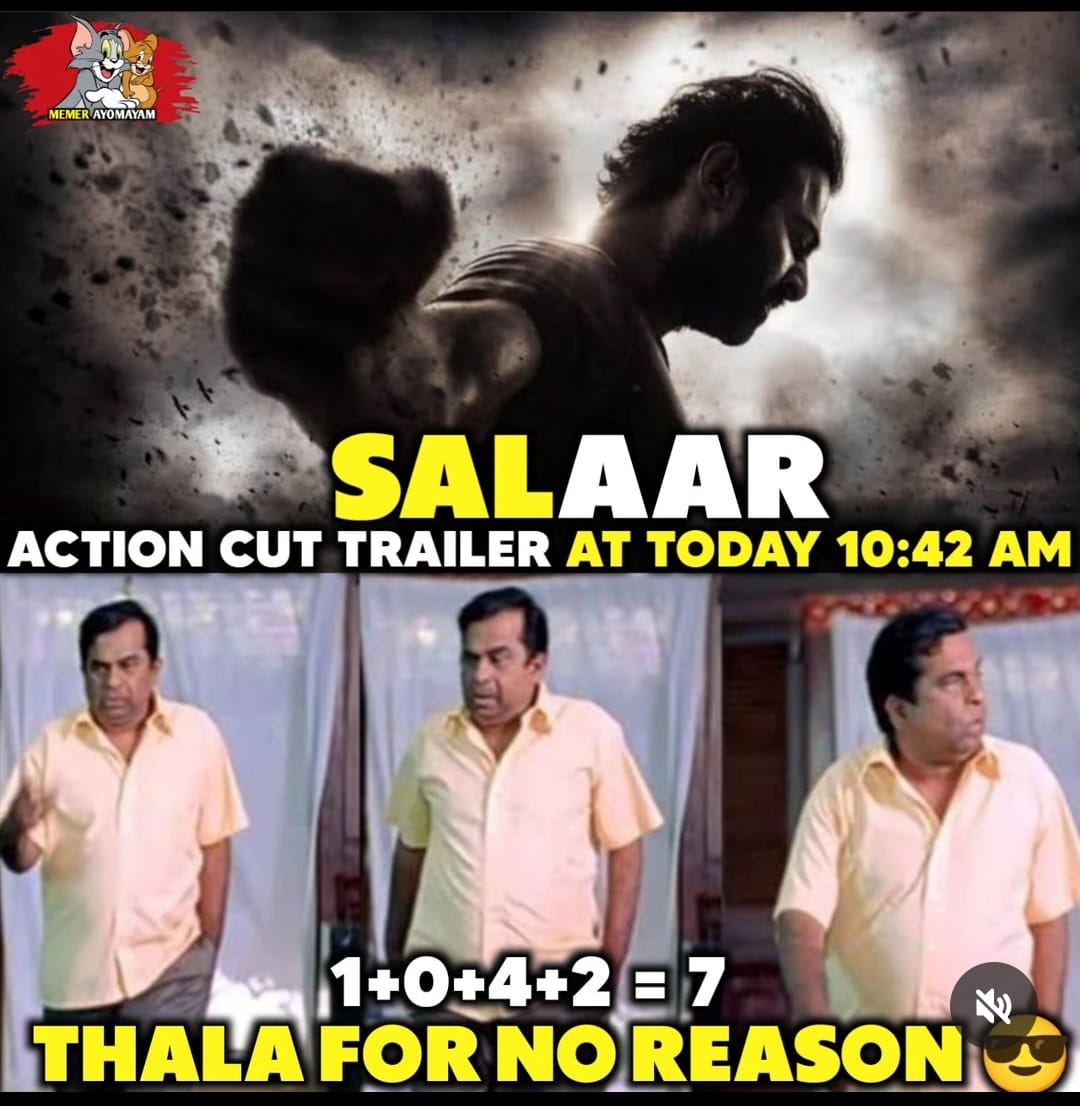 MEMER AYOMAYAM
SALAAR
ACTION CUT TRAILER AT TODAY 10:42 AM
1+0+4+2 = 7
THALA FOR NO REASON 😎